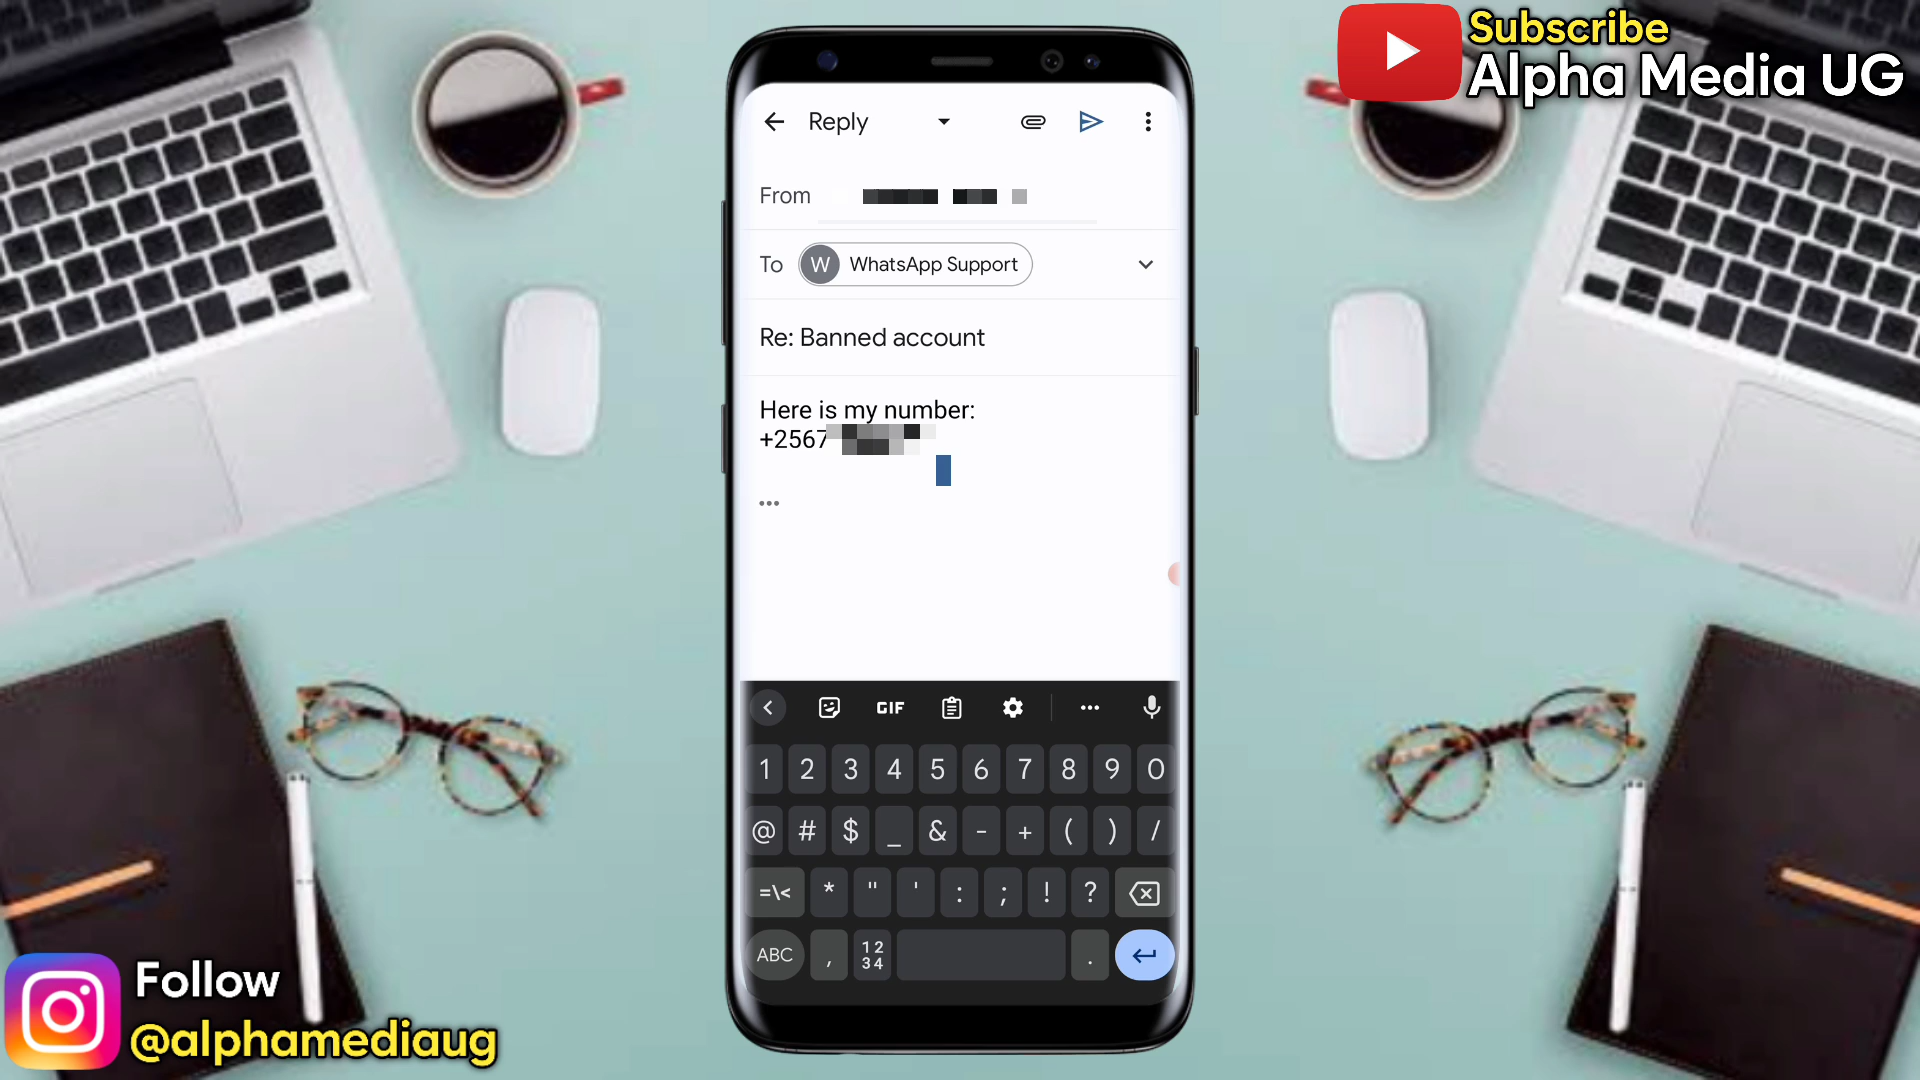 Subscribe
Alpha Media UG
Reply
From
To W WhatsApp Support
Re: Banned account
Here is my number:
+2567
GIF
1 2 3 4 5 6 7 8 9 0
@ # $ _ & - + ( ) /
=\< * " ' : ; ! ?
ABC , 12 34 .
Follow
@alphamediaug